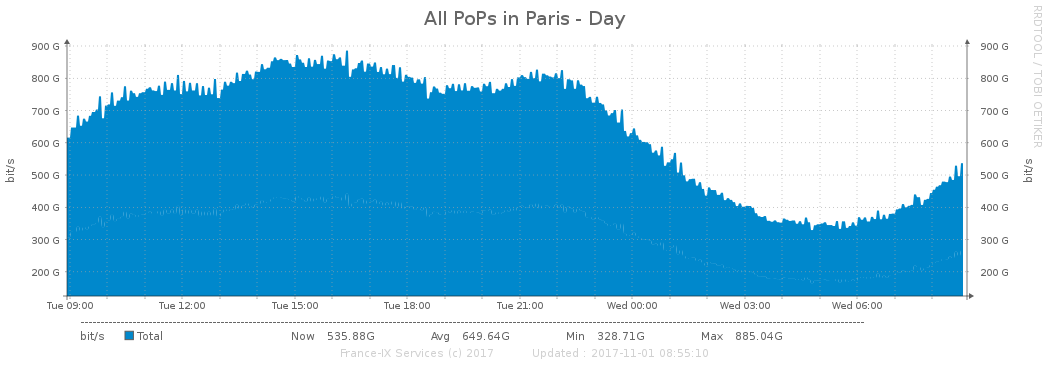 All PoPs in Paris - Day
RRDTOOL / TOBI OETIKER
900 G 900 G
800 G 800 G
700 G 700 G
600 G 600 G
500 G 500 G
400 G 400 G
300 G 300 G
200 G 200 G
bit/s bit/s
Tue 09:00 Tue 12:00 Tue 15:00 Tue 18:00 Tue 21:00 Wed 00:00 Wed 03:00 Wed 06:00
bit/s Total Now 535.88G Avg 649.64G Min 328.71G Max 885.04G
France-IX Services (c) 2017 Updated : 2017-11-01 08:55:10